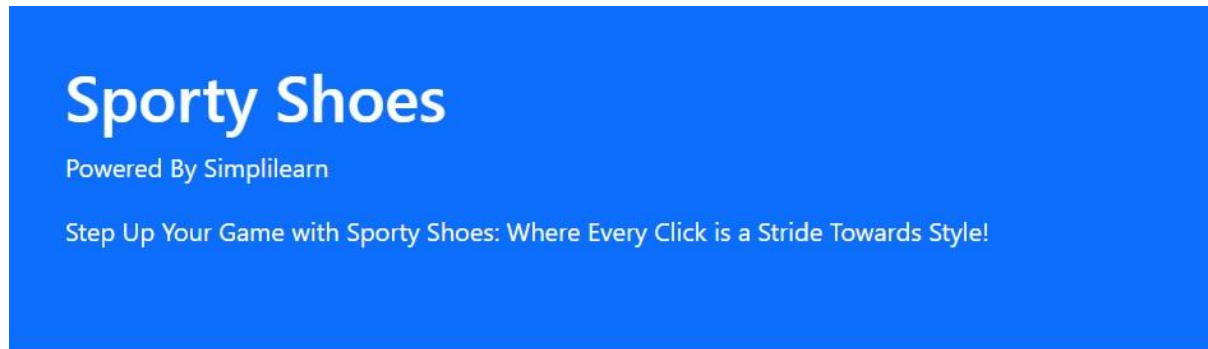 Sporty Shoes
Powered By Simplilearn
Step Up Your Game with Sporty Shoes: Where Every Click is a Stride Towards Style!